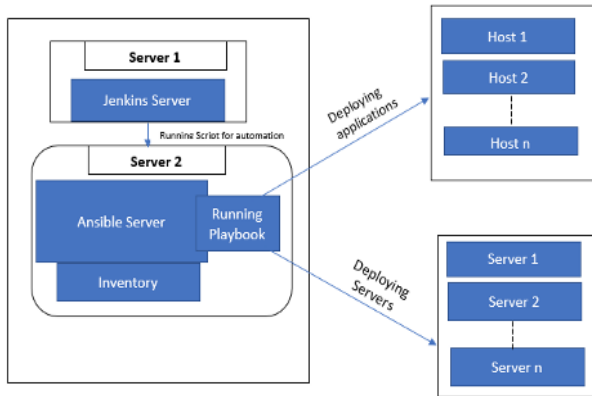 Server 1
Jenkins Server
Running Script for automation
Server 2
Ansible Server
Running
Playbook
Inventory
Deploying
applications
Host 1
Host 2
Host n
Deploying
Servers
Server 1
Server 2
Server n